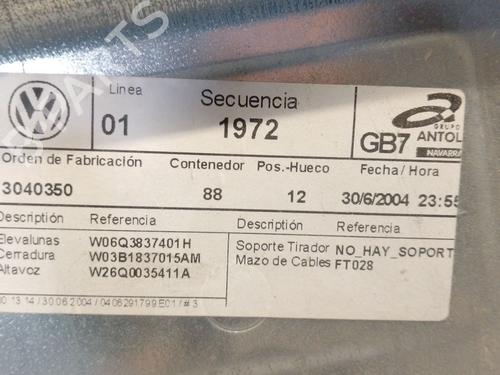 Linea
Secuencia
01
1972
GB7
GRUPO
ANTOL
NAVARRA
Orden de Fabricación
Contenedor
Pos.-Hueco
Fecha / Hora
3040350
88
12
30/6/2004 23:55
Descripción
Referencia
Descripción
Referencia
Elevalunas
W06Q3837401H
Cerradura
W03B1837015AM
Altavoz
W26Q0035411A
Soporte Tirador
NO_HAY_SOPORT
Mazo de Cables
FT028